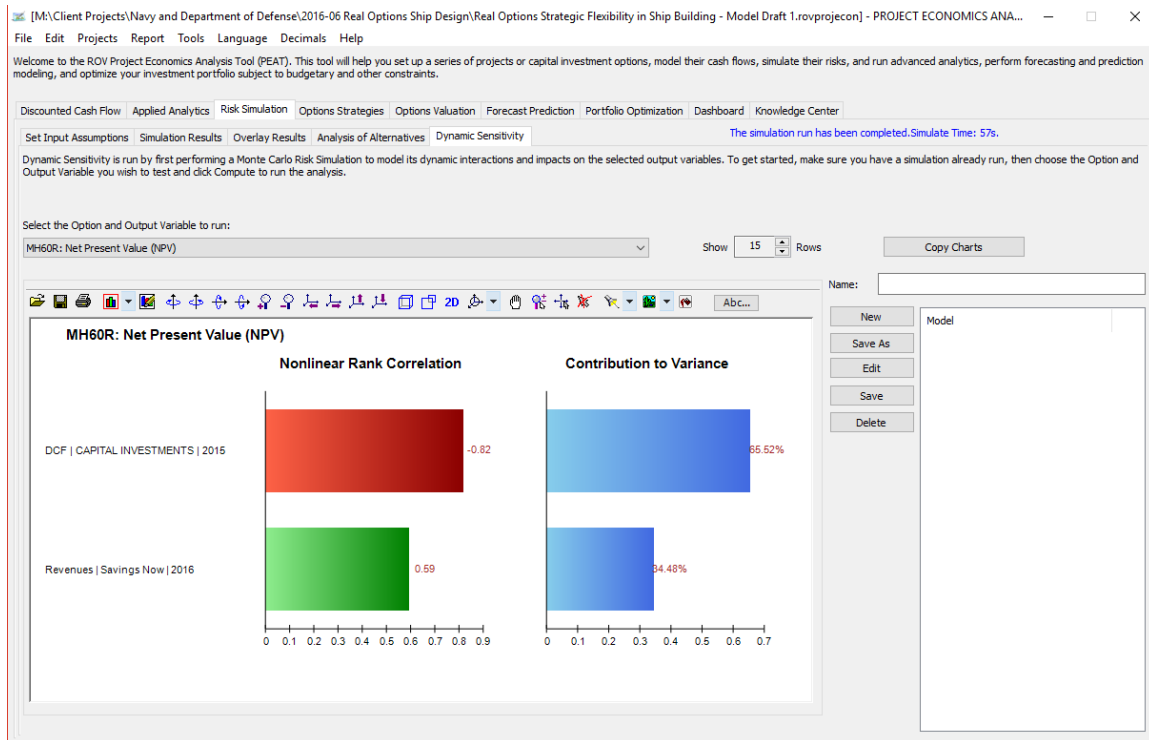 [M:\Client Projects\Navy and Department of Defense\2016-06 Real Options Ship Design\Real Options Strategic Flexibility in Ship Building - Model Draft 1.rovprojecon] - PROJECT ECONOMICS ANA...
File Edit Projects Report Tools Language Decimals Help
Welcome to the ROV Project Economics Analysis Tool (PEAT). This tool will help you set up a series of projects or capital investment options, model their cash flows, simulate their risks, and run advanced analytics, perform forecasting and prediction
modeling, and optimize your investment portfolio subject to budgetary and other constraints.
Discounted Cash Flow Applied Analytics Risk Simulation Options Strategies Options Valuation Forecast Prediction Portfolio Optimization Dashboard Knowledge Center
Set Input Assumptions Simulation Results Overlay Results Analysis of Alternatives Dynamic Sensitivity The simulation run has been completed.Simulate Time: 57s.
Dynamic Sensitivity is run by first performing a Monte Carlo Risk Simulation to model its dynamic interactions and impacts on the selected output variables. To get started, make sure you have a simulation already run, then choose the Option and
Output Variable you wish to test and click Compute to run the analysis.
Select the Option and Output Variable to run:
MH60R: Net Present Value (NPV) Show 15 Rows Copy Charts
Name:
2D Abc...
New Model
Save As
Edit
Save
Delete
MH60R: Net Present Value (NPV)
Nonlinear Rank Correlation Contribution to Variance
DCF | CAPITAL INVESTMENTS | 2015 -0.82 65.52%
Revenues | Savings Now | 2016 0.59 34.48%
0 0.1 0.2 0.3 0.4 0.5 0.6 0.7 0.8 0.9 0 0.1 0.2 0.3 0.4 0.5 0.6 0.7